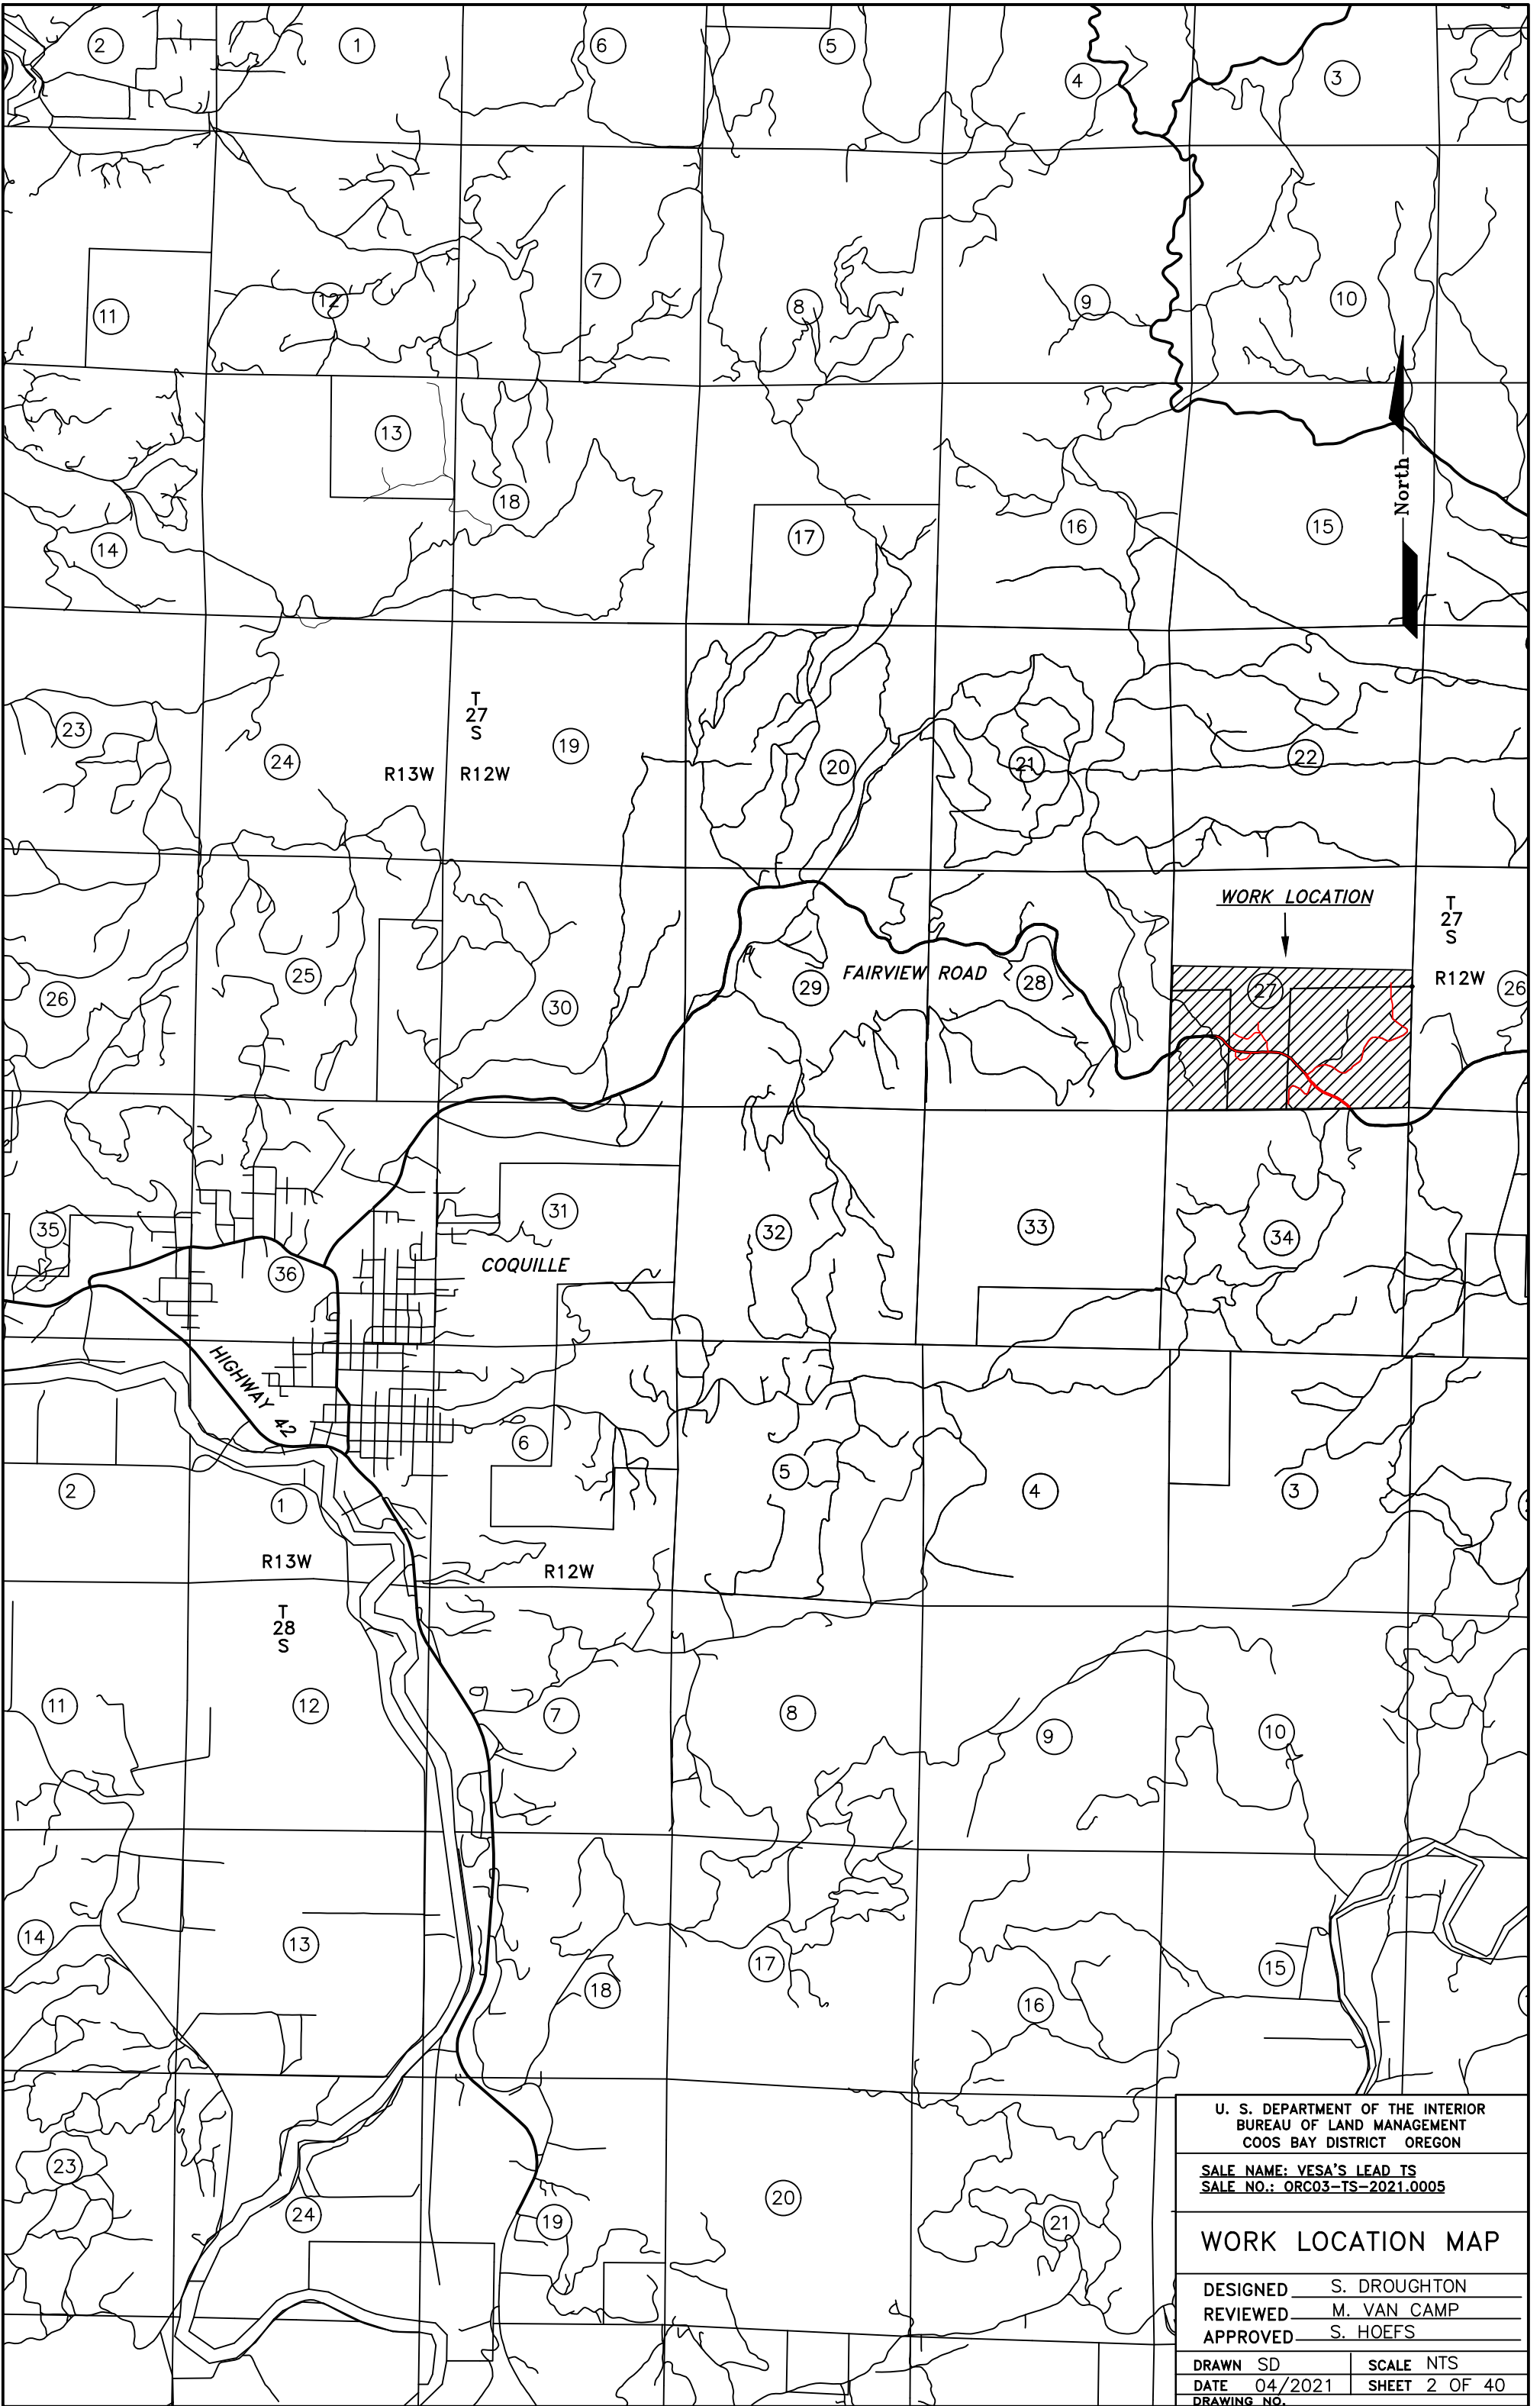 2
1
6
5
4
3
11
12
7
8
9
10
North
14
13
18
17
16
15
T
27
S
R13W R12W
23
24
19
20
21
22
WORK LOCATION
T
27
S
R12W
FAIRVIEW ROAD
26
25
30
29
28
27
26
35
36
31
COQUILLE
32
33
34
HIGHWAY 42
2
1
6
5
4
3
R13W
R12W
T
28
S
11
12
7
8
9
10
14
13
18
17
16
15
23
24
19
20
21
U. S. DEPARTMENT OF THE INTERIOR
BUREAU OF LAND MANAGEMENT
COOS BAY DISTRICT OREGON
SALE NAME: VESA'S LEAD TS
SALE NO.: ORC03-TS-2021.0005
WORK LOCATION MAP
DESIGNED S. DROUGHTON
REVIEWED M. VAN CAMP
APPROVED S. HOEFS
DRAWN SD SCALE NTS
DATE 04/2021 SHEET 2 OF 40
DRAWING NO.